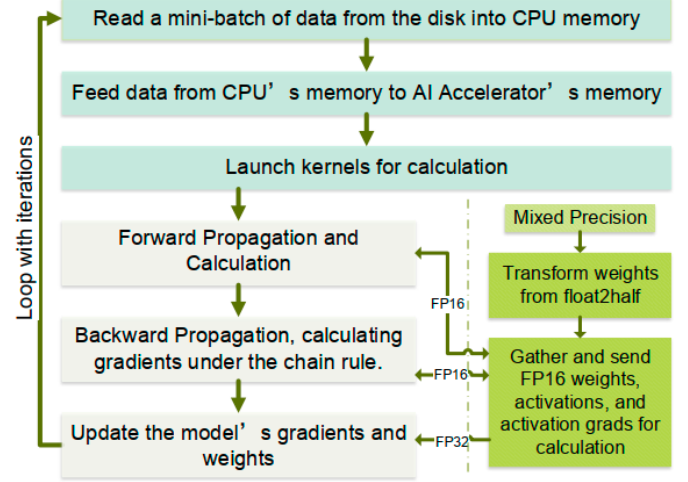 Read a mini-batch of data from the disk into CPU memory
Feed data from CPU’s memory to AI Accelerator’s memory
Launch kernels for calculation
Loop with iterations
Forward Propagation and
Calculation
Backward Propagation, calculating
gradients under the chain rule.
Update the model’s gradients and
weights
FP16
FP16
FP32
Mixed Precision
Transform weights
from float2half
Gather and send
FP16 weights,
activations, and
activation grads for
calculation